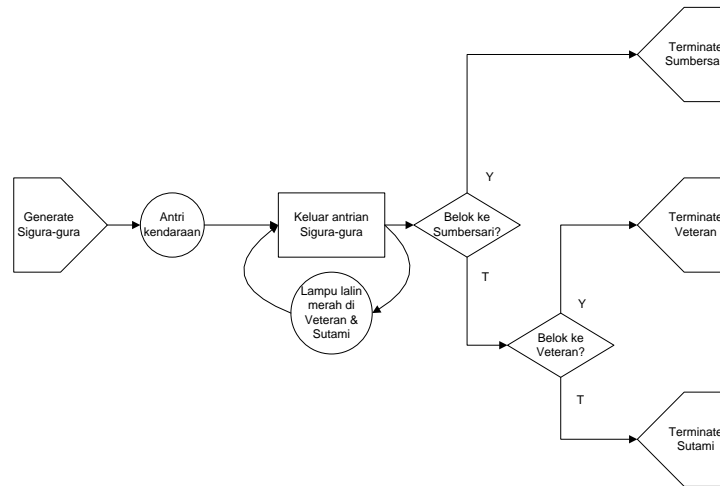 Generate
Sigura-gura
Antri
kendaraan
Keluar antrian
Sigura-gura
Lampu lalin
merah di
Veteran &
Sutami
Belok ke
Sumbersari?
Y
T
Belok ke
Veteran?
Y
T
Terminate
Sumbersa
Terminate
Veteran
Terminate
Sutami